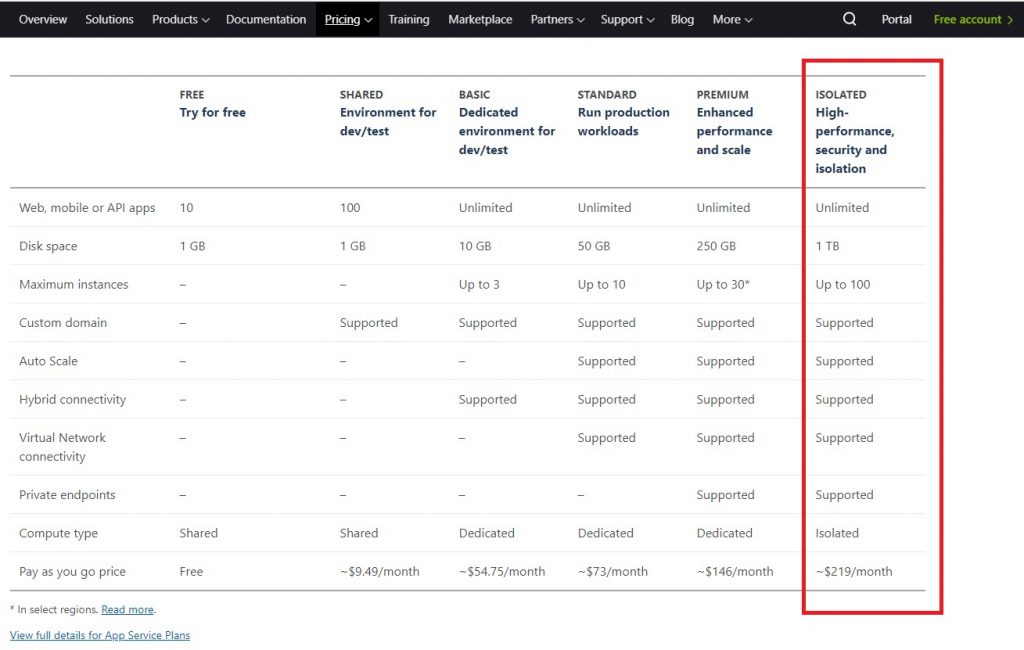 Overview Solutions Products Documentation Pricing Training Marketplace Partners Support Blog More Portal Free account
FREE SHARED BASIC STANDARD PREMIUM ISOLATED
Try for free Environment for Dedicated Run production Enhanced High-
dev/test environment for workloads performance performance,
dev/test and scale security and
isolation
Web, mobile or API apps 10 100 Unlimited Unlimited Unlimited Unlimited
Disk space 1 GB 1 GB 10 GB 50 GB 250 GB 1 TB
Maximum instances – – Up to 3 Up to 10 Up to 30* Up to 100
Custom domain – Supported Supported Supported Supported Supported
Auto Scale – – – Supported Supported Supported
Hybrid connectivity – – Supported Supported Supported Supported
Virtual Network – – – Supported Supported Supported
connectivity
Private endpoints – – – – Supported Supported
Compute type Shared Shared Dedicated Dedicated Dedicated Isolated
Pay as you go price Free ~$9.49/month ~$54.75/month ~$73/month ~$146/month ~$219/month
* In select regions. Read more.
View full details for App Service Plans